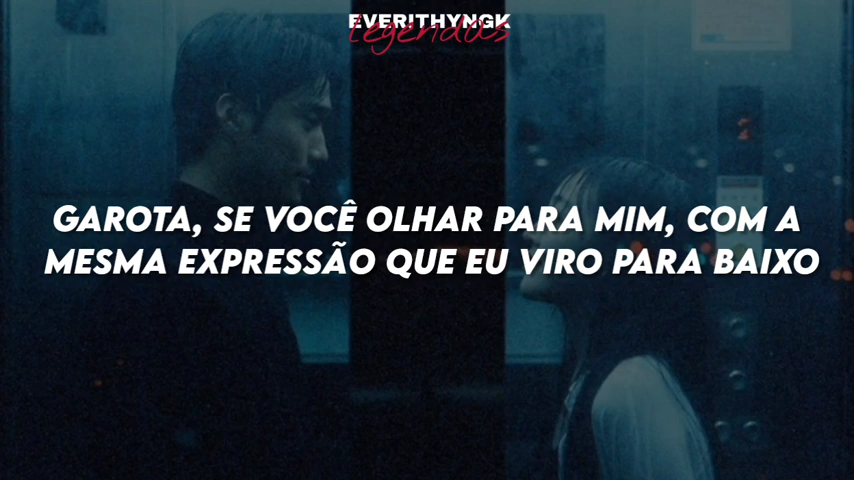 EVERITHYNGK
Legendas
GAROTA, SE VOCÊ OLHAR PARA MIM, COM A
MESMA EXPRESSÃO QUE EU VIRO PARA BAIXO